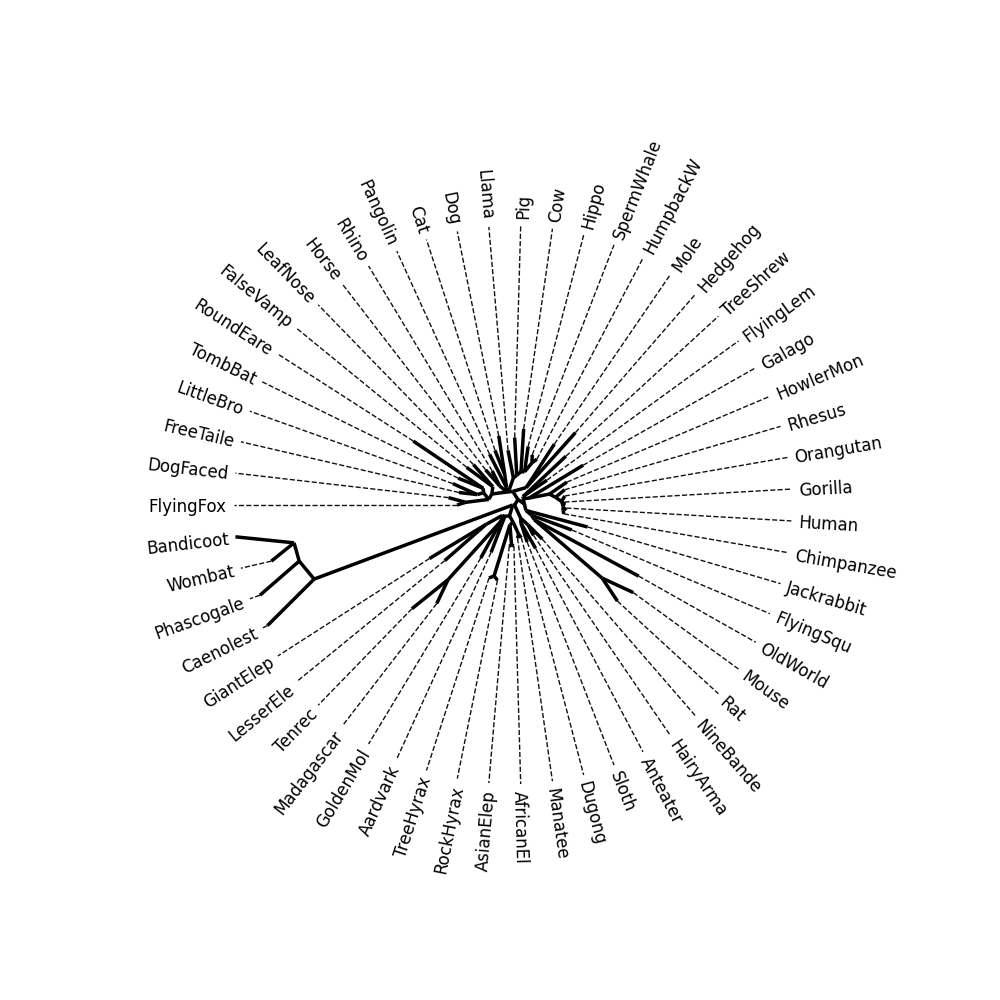 Pangolin
Cat
Dog
Llama
Pig
Cow
Hippo
SpermWhale
HumpbackW
Mole
Hedgehog
TreeShrew
FlyingLem
Galago
HowlerMon
Rhesus
Orangutan
Gorilla
Human
Chimpanzee
Jackrabbit
FlyingSqu
OldWorld
Mouse
Rat
NineBande
HairyArma
Anteater
Sloth
Dugong
Manatee
AfricanEl
AsianElep
RockHyrax
TreeHyrax
Aardvark
GoldenMol
Madagascar
Tenrec
LesserEle
GiantElep
Caenolest
Phascogale
Wombat
Bandicoot
FlyingFox
DogFaced
FreeTaile
LittleBro
TombBat
RoundEare
FalseVamp
LeafNose
Horse
Rhino